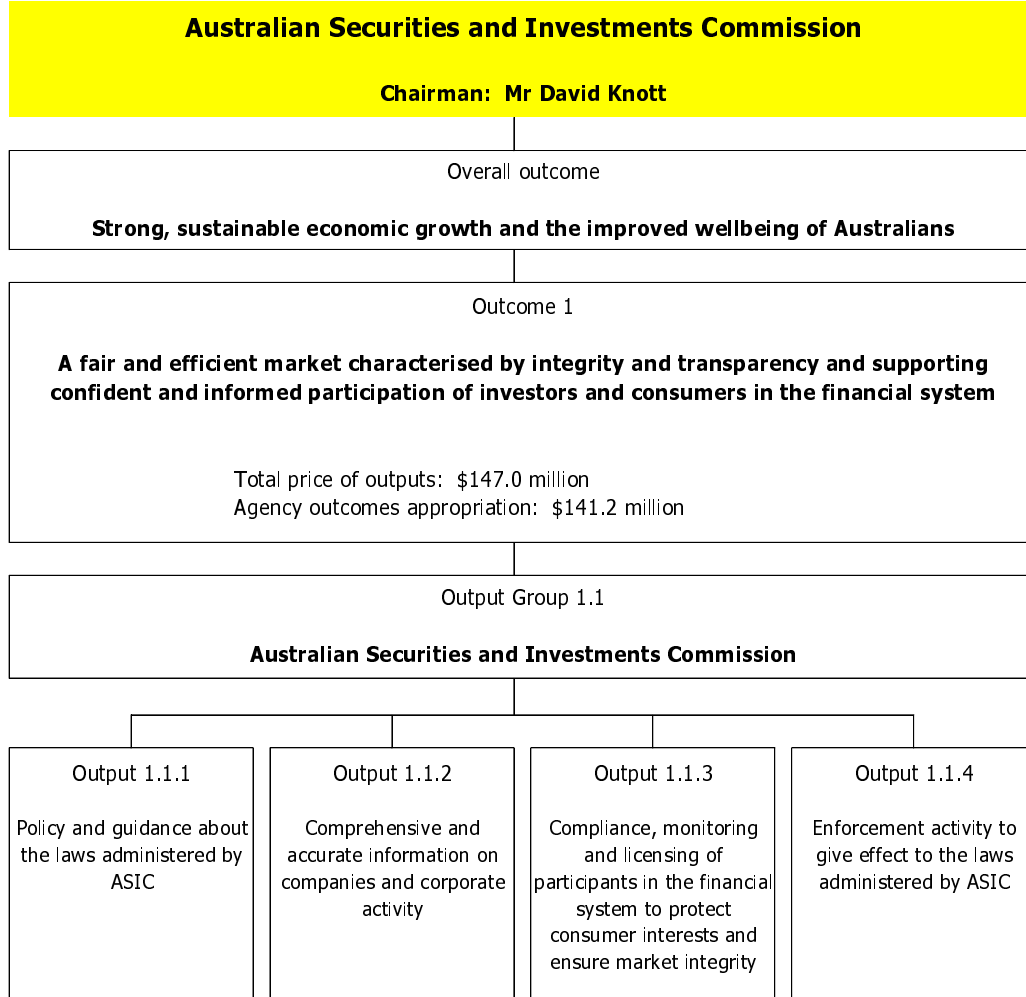 Australian Securities and Investments Commission
Chairman:  Mr David Knott
Overall outcome
Strong, sustainable economic growth and the improved wellbeing of Australians
Outcome 1
A fair and efficient market characterised by integrity and transparency and supporting
confident and informed participation of investors and consumers in the financial system
Total price of outputs:  $147.0 million
Agency outcomes appropriation:  $141.2 million
Output Group 1.1
Australian Securities and Investments Commission
Output 1.1.1
Policy and guidance about
the laws administered by
ASIC
Output 1.1.2
Comprehensive and
accurate information on
companies and corporate
activity
Output 1.1.3
Compliance, monitoring
and licensing of
participants in the financial
system to protect
consumer interests and
ensure market integrity
Output 1.1.4
Enforcement activity to
give effect to the laws
administered by ASIC